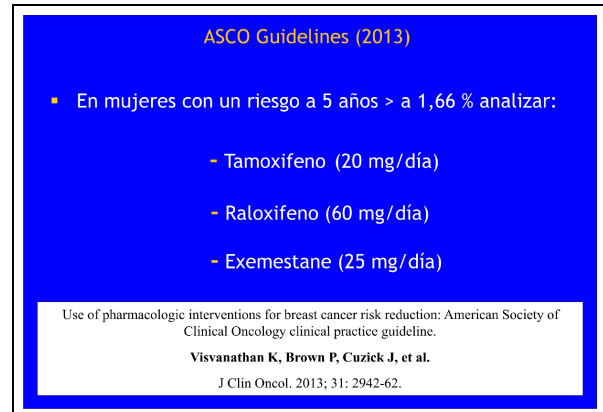 ASCO Guidelines (2013)
▪ En mujeres con un riesgo a 5 años > a 1,66 % analizar:
- Tamoxifeno (20 mg/día)
- Raloxifeno (60 mg/día)
- Exemestane (25 mg/día)
Use of pharmacologic interventions for breast cancer risk reduction: American Society of
Clinical Oncology clinical practice guideline.
Visvanathan K, Brown P, Cuzick J, et al.
J Clin Oncol. 2013; 31: 2942-62.